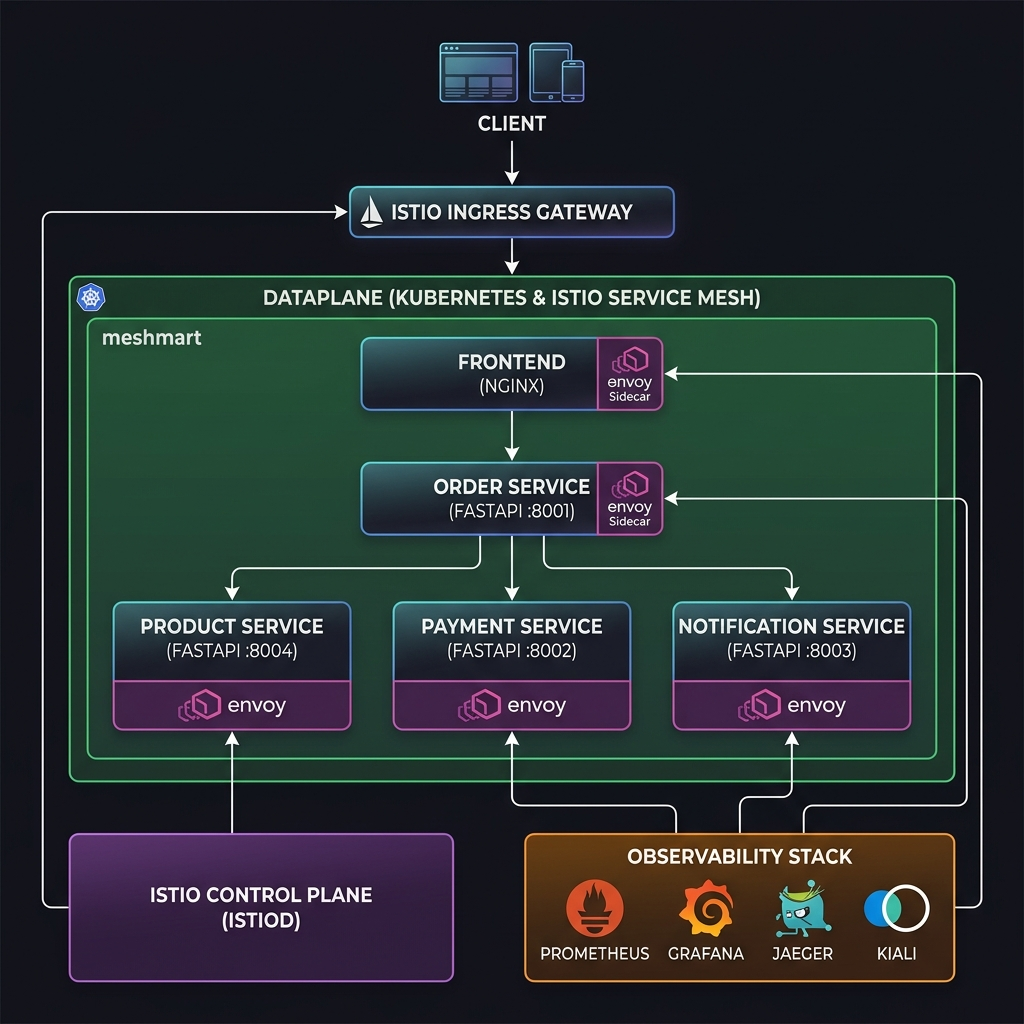 CLIENT
ISTIO INGRESS GATEWAY
DATAPLANE (KUBERNETES & ISTIO SERVICE MESH)
meshmart
FRONTEND
(NGINX)
envoy
Sidecar
ORDER SERVICE
(FASTAPI :8001)
envoy
Sidecar
PRODUCT SERVICE
(FASTAPI :8004)
envoy
PAYMENT SERVICE
(FASTAPI :8002)
envoy
NOTIFICATION SERVICE
(FASTAPI :8003)
envoy
ISTIO CONTROL PLANE
(ISTIOD)
OBSERVABILITY STACK
PROMETHEUS
GRAFANA
JAEGER
KIALI